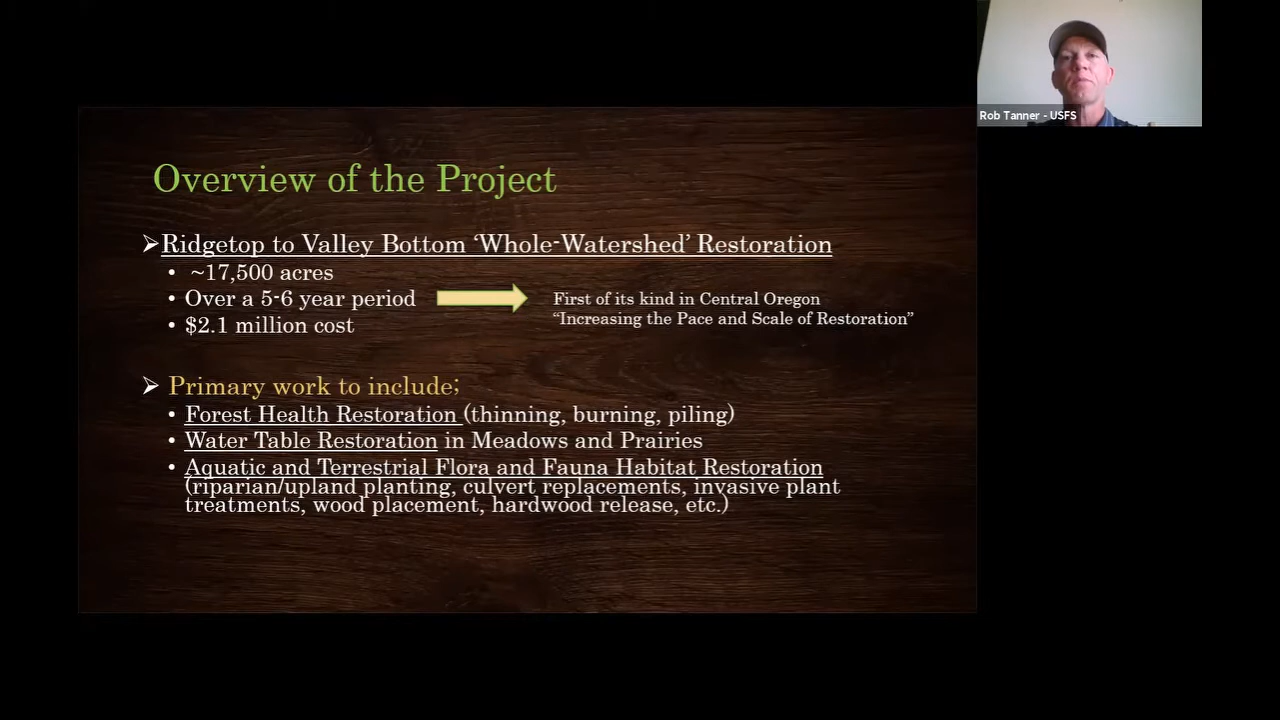 Rob Tanner - USFS
Overview of the Project
➢Ridgetop to Valley Bottom ‘Whole-Watershed’ Restoration
• ~17,500 acres
• Over a 5-6 year period
First of its kind in Central Oregon
“Increasing the Pace and Scale of Restoration”
• $2.1 million cost
➢ Primary work to include;
• Forest Health Restoration (thinning, burning, piling)
• Water Table Restoration in Meadows and Prairies
• Aquatic and Terrestrial Flora and Fauna Habitat Restoration
(riparian/upland planting, culvert replacements, invasive plant
treatments, wood placement, hardwood release, etc.)